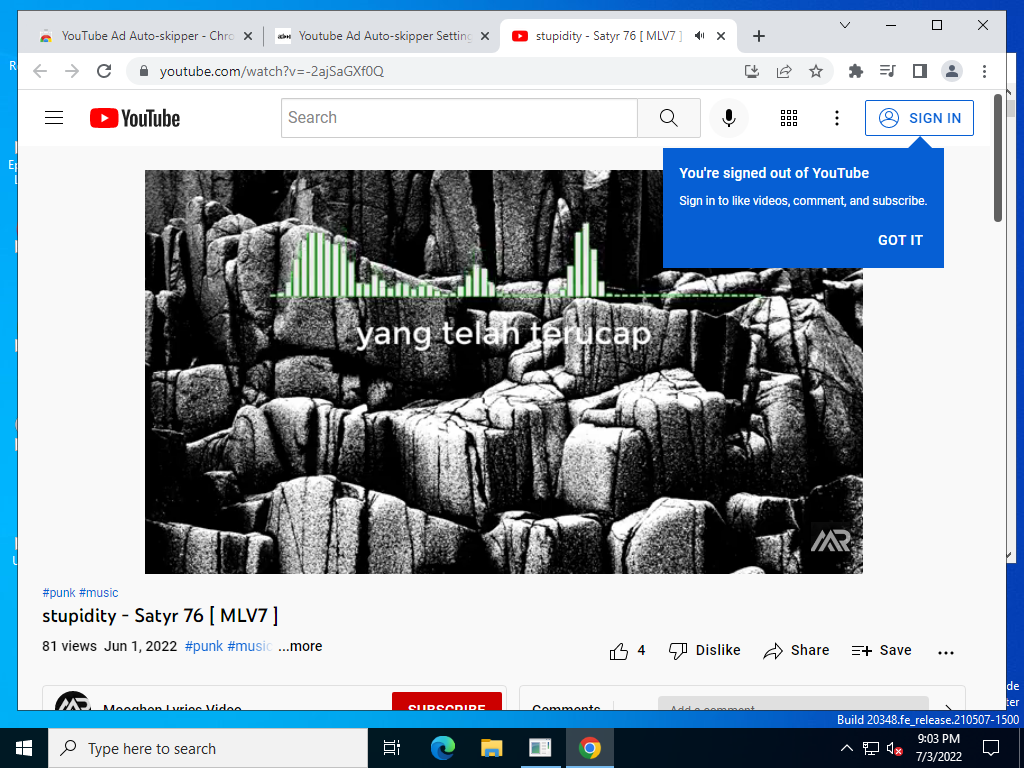 YouTube Ad Auto-skipper - Chro
Youtube Ad Auto-skipper Setting
stupidity - Satyr 76 [ MLV7 ]
youtube.com/watch?v=-2ajSaGXf0Q
YouTube
Search
SIGN IN
You're signed out of YouTube
Sign in to like videos, comment, and subscribe.
GOT IT
yang telah terucap
#punk #music
stupidity - Satyr 76 [ MLV7 ]
81 views Jun 1, 2022 #punk #music ...more
4 Dislike Share Save
Mooghen Lyrics Video
SUBSCRIBE
Comments
Add a comment...
Build 20348.fe_release.210507-1500
Type here to search
9:03 PM
7/3/2022